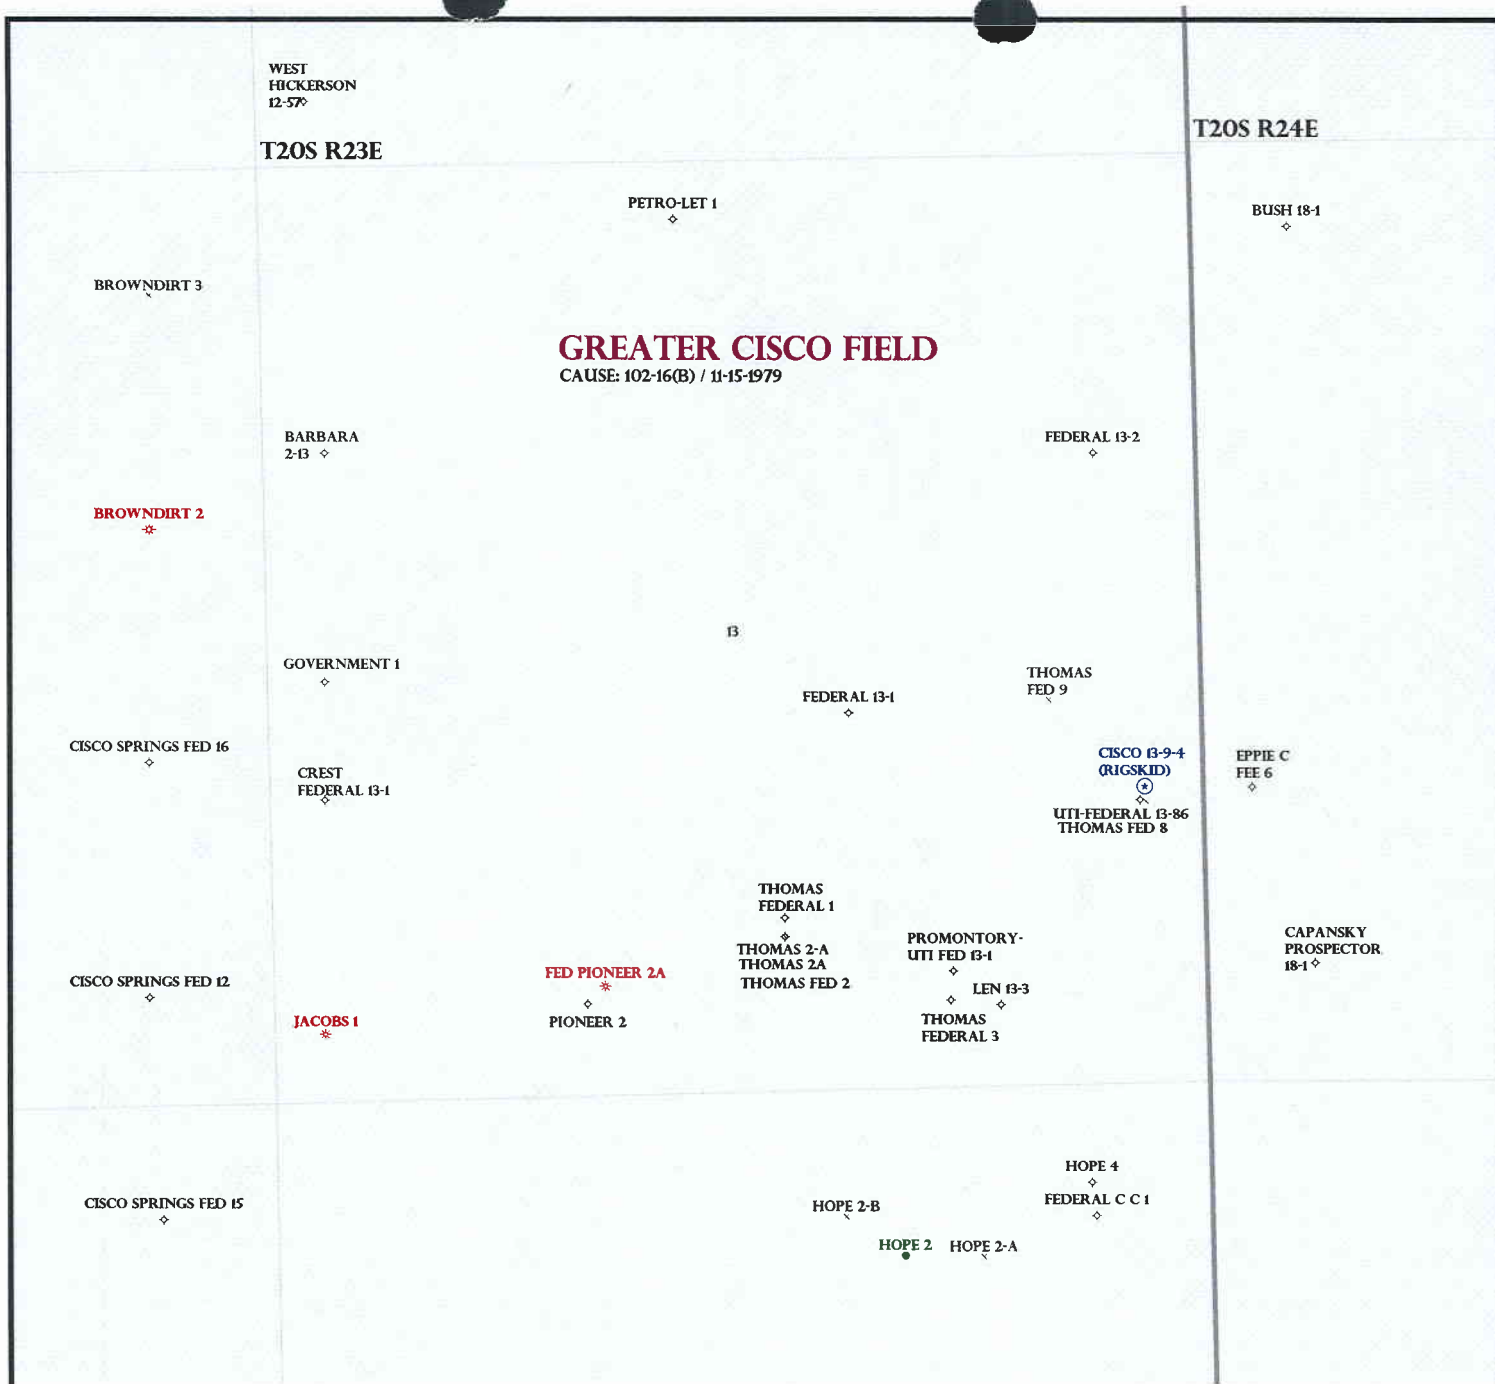 WEST
HICKERSON
12-57
T20S R23E
T20S R24E
PETRO-LET 1
BUSH 18-1
BROWNDIRT 3
GREATER CISCO FIELD
CAUSE: 102-16(B) / 11-15-1979
BARBARA
2-13
FEDERAL 13-2
BROWNDIRT 2
13
GOVERNMENT 1
THOMAS
FED 9
FEDERAL 13-1
CISCO SPRINGS FED 16
CREST
FEDERAL 13-1
CISCO 13-9-4
(RIGSKID)
EPPIE C
FEE 6
UTI-FEDERAL 13-86
THOMAS FED 8
THOMAS
FEDERAL 1
THOMAS 2-A
THOMAS 2A
THOMAS FED 2
PROMONTORY-
UTI FED 13-1
CAPANSKY
PROSPECTOR
18-1
CISCO SPRINGS FED 12
FED PIONEER 2A
LEN 13-3
JACOBS 1
PIONEER 2
THOMAS
FEDERAL 3
HOPE 4
CISCO SPRINGS FED 15
HOPE 2-B
FEDERAL C C 1
HOPE 2
HOPE 2-A